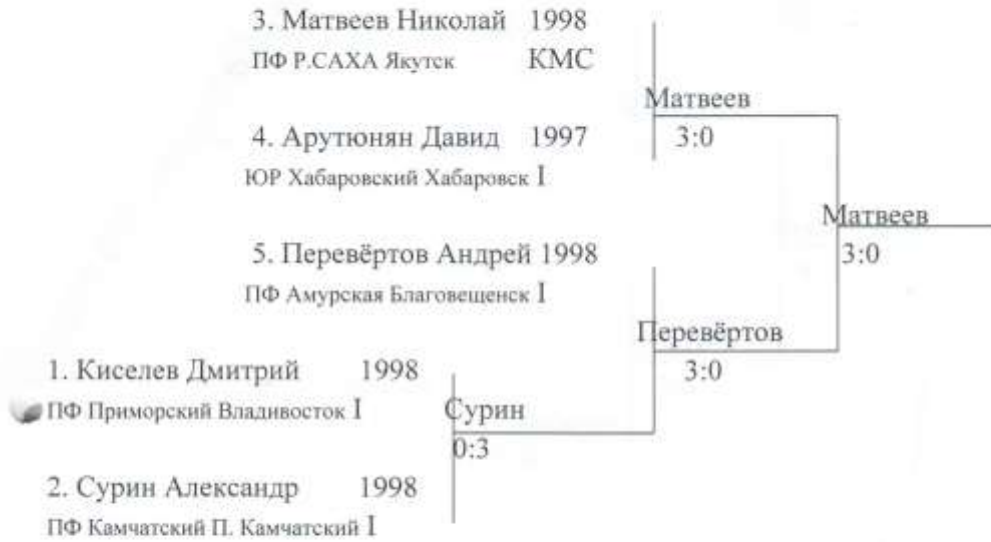 3. Матвеев Николай 1998
ПФ Р.САХА Якутск КМС
Матвеев
3:0
4. Арутюнян Давид 1997
ЮР Хабаровский Хабаровск I
Матвеев
3:0
5. Перевёртов Андрей 1998
ПФ Амурская Благовещенск I
Перевёртов
3:0
1. Киселев Дмитрий 1998
ПФ Приморский Владивосток I
Сурин
0:3
2. Сурин Александр 1998
ПФ Камчатский П. Камчатский I